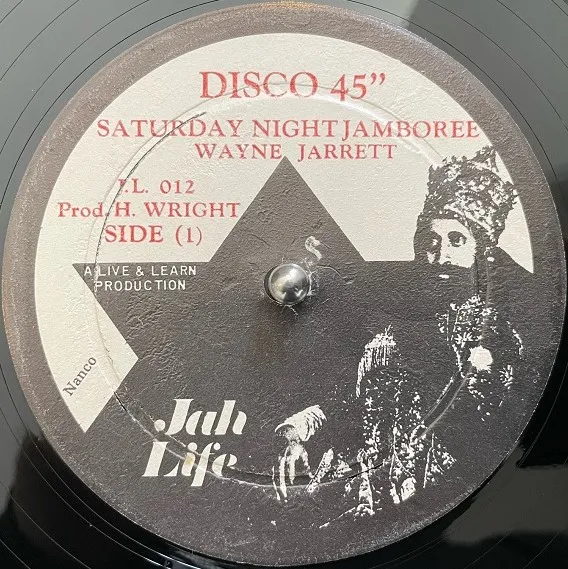 DISCO 45”
SATURDAY NIGHT JAMBOREE
WAYNE JARRETT
J.L. 012
Prod. H. WRIGHT
SIDE (1)
A LIVE & LEARN
PRODUCTION
Nanco
Jah
Life
S